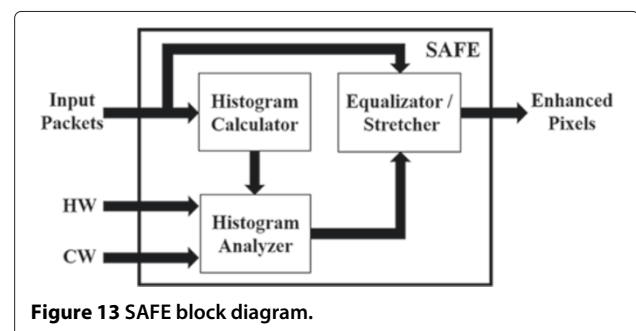 SAFE
Input
Packets
Histogram
Calculator
Equalizator /
Stretcher
Enhanced
Pixels
HW
CW
Histogram
Analyzer
Figure 13 SAFE block diagram.